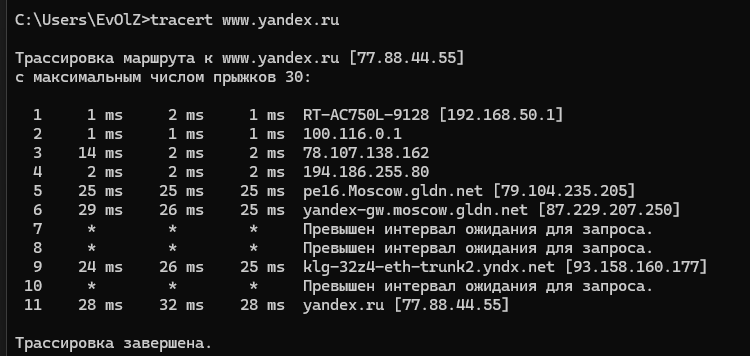 C:\Users\EvOlZ>tracert www.yandex.ru
Трассировка маршрута к www.yandex.ru [77.88.44.55]
с максимальным числом прыжков 30:
1 1 ms 2 ms 1 ms RT-AC750L-9128 [192.168.50.1]
2 1 ms 1 ms 1 ms 100.116.0.1
3 14 ms 2 ms 2 ms 78.107.138.162
4 2 ms 2 ms 2 ms 194.186.255.80
5 25 ms 25 ms 25 ms pe16.Moscow.gldn.net [79.104.235.205]
6 29 ms 26 ms 25 ms yandex-gw.moscow.gldn.net [87.229.207.250]
7 * * * Превышен интервал ожидания для запроса.
8 * * * Превышен интервал ожидания для запроса.
9 24 ms 26 ms 25 ms klg-32z4-eth-trunk2.yndx.net [93.158.160.177]
10 * * * Превышен интервал ожидания для запроса.
11 28 ms 32 ms 28 ms yandex.ru [77.88.44.55]
Трассировка завершена.